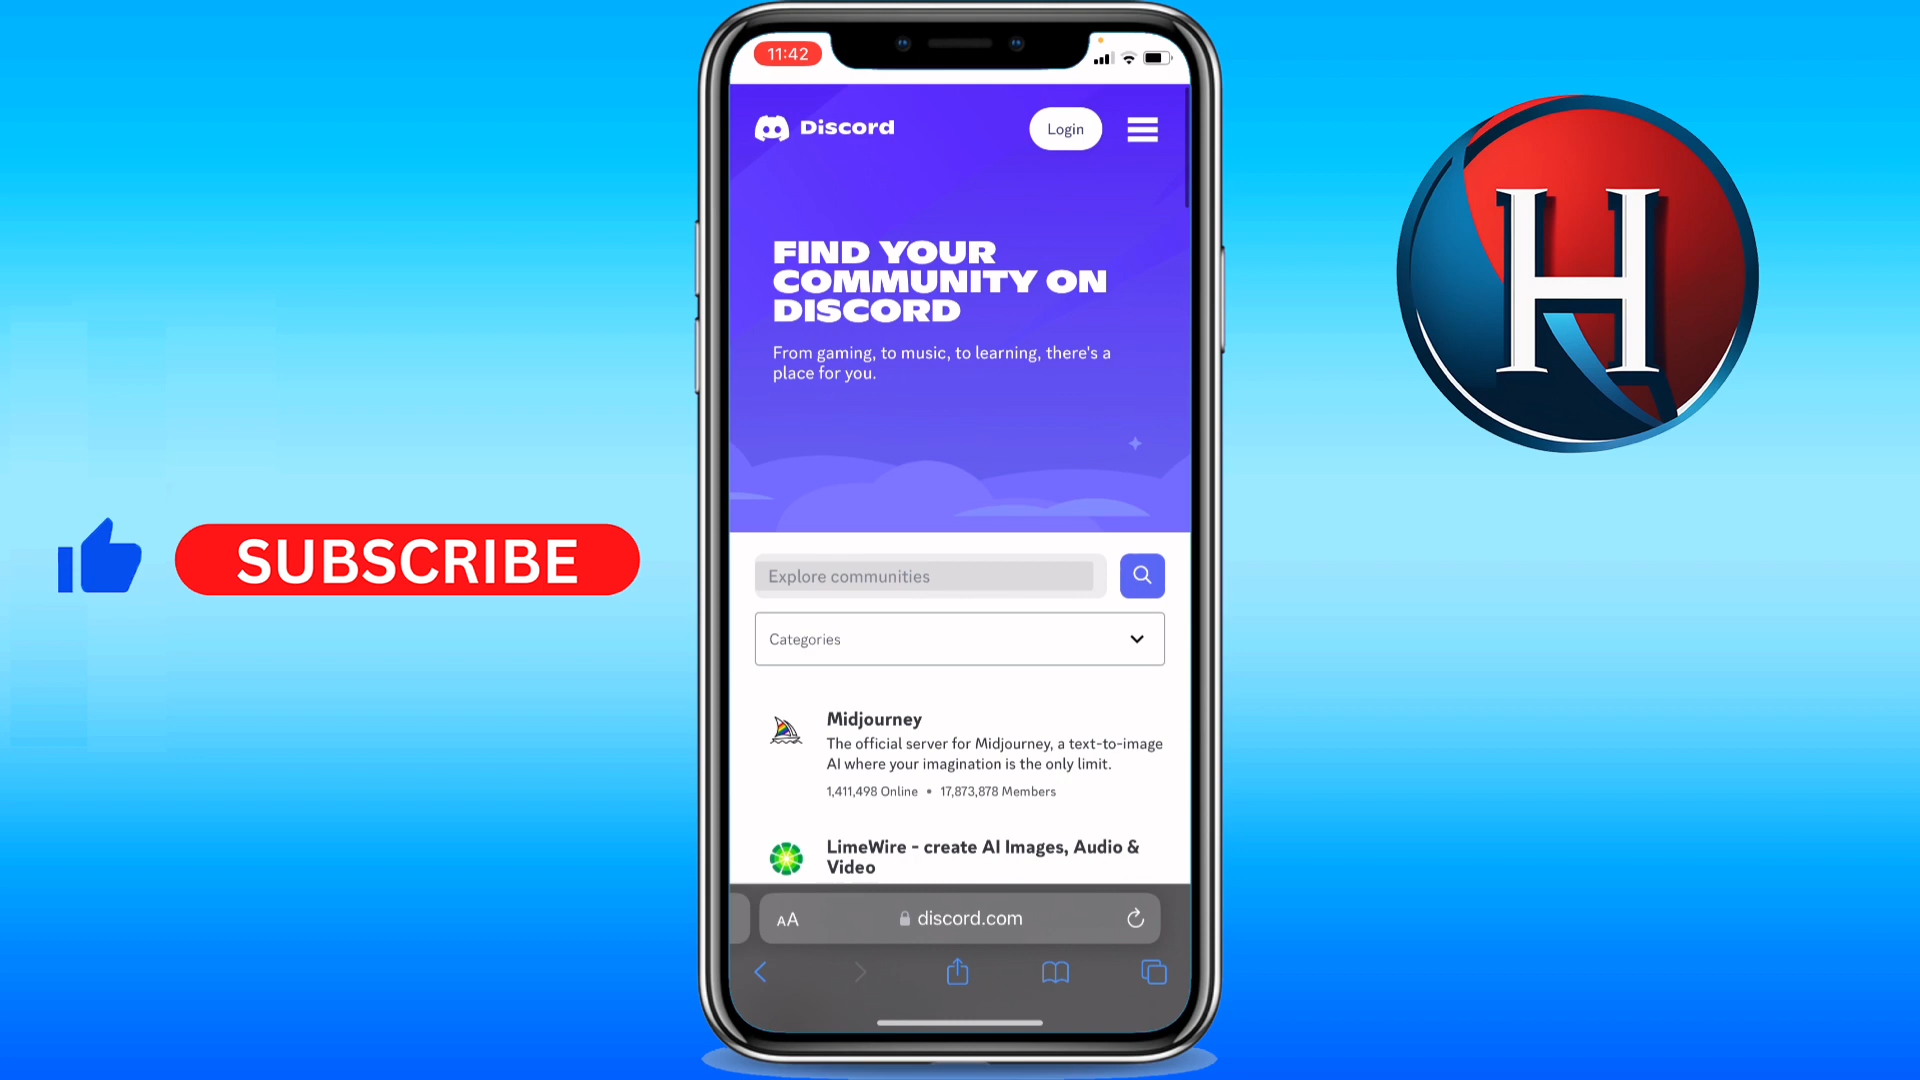 11:42
Discord
Login
FIND YOUR
COMMUNITY ON
DISCORD
From gaming, to music, to learning, there's a
place for you.
H
SUBSCRIBE
Explore communities
Categories
Midjourney
The official server for Midjourney, a text-to-image
AI where your imagination is the only limit.
1,411,498 Online • 17,873,878 Members
LimeWire - create AI Images, Audio &
Video
AA
discord.com